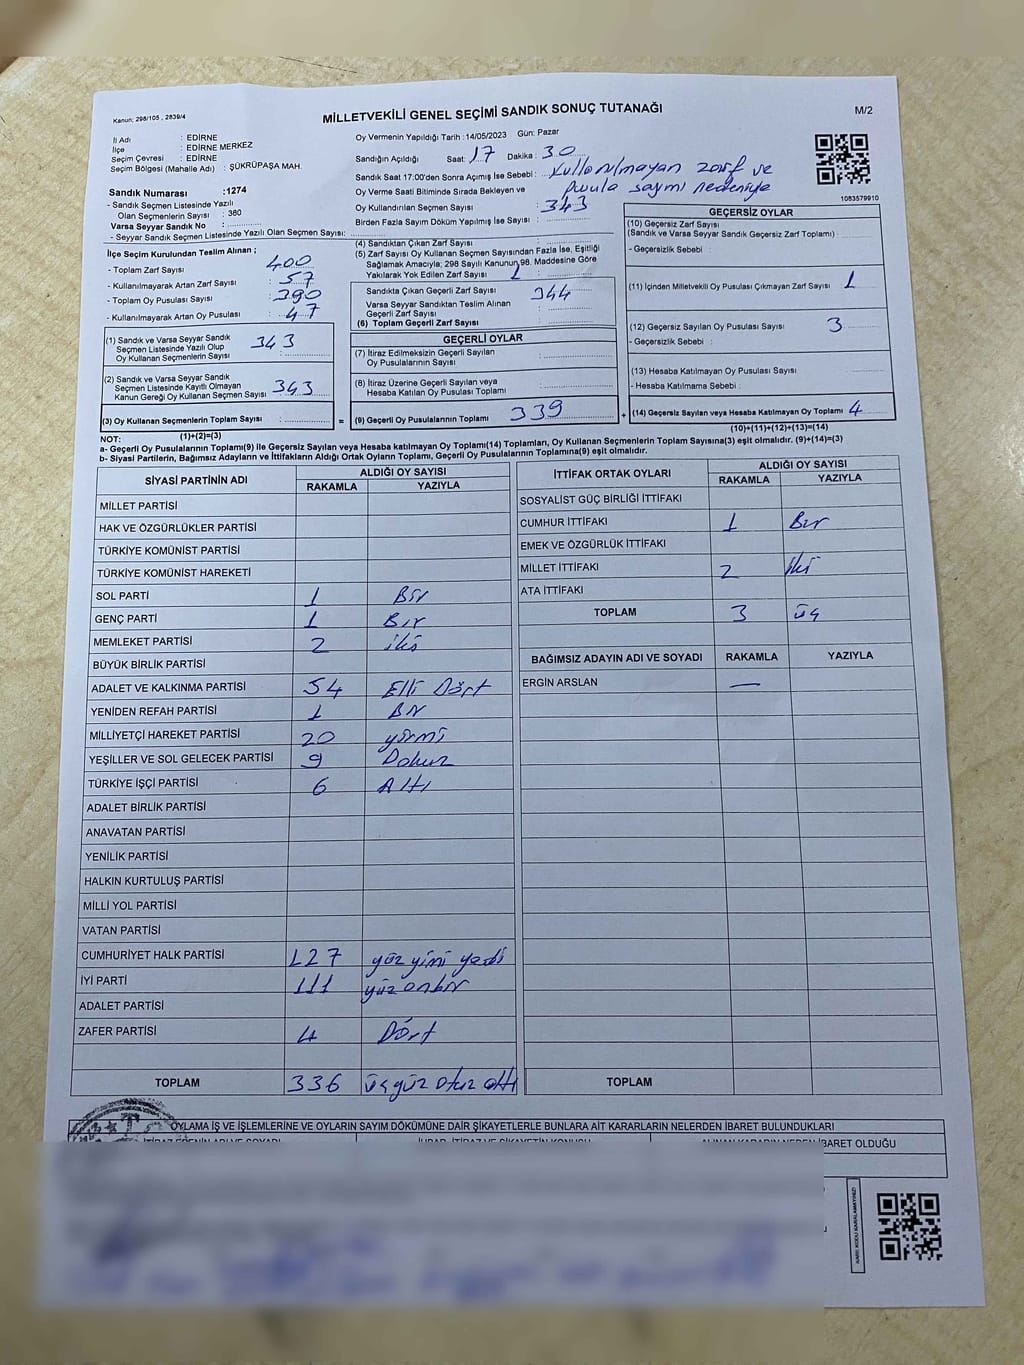 Kanun; 298/105 , 2839/4
MİLLETVEKİLİ GENEL SEÇİMİ SANDIK SONUÇ TUTANAĞI
M/2
İl Adı : EDİRNE
İlçe : EDİRNE MERKEZ
Seçim Çevresi : EDİRNE
Seçim Bölgesi (Mahalle Adı) : ŞÜKRÜPAŞA MAH.
Sandık Numarası :1274
- Sandık Seçmen Listesinde Yazılı
Olan Seçmenlerin Sayısı : 380
Varsa Seyyar Sandık No :
- Seyyar Sandık Seçmen Listesinde Yazılı Olan Seçmen Sayısı:
Oy Vermenin Yapıldığı Tarih : 14/05/2023 Gün: Pazar
Sandığın Açıldığı Saat: 17 Dakika : 30
Sandık Saat 17:00'den Sonra Açımış İse Sebebi : Kullanılmayan zarf ve
pusula sayımı nedeniyle
Oy Verme Saati Bitiminde Sırada Bekleyen ve
Oy Kullandırılan Seçmen Sayısı : 343
Birden Fazla Sayım Döküm Yapılmış İse Sayısı :
1083579910
İlçe Seçim Kurulundan Teslim Alınan ;
- Toplam Zarf Sayısı : 400
- Kullanılmayarak Artan Zarf Sayısı : 57
- Toplam Oy Pusulası Sayısı : 390
- Kullanılmayarak Artan Oy Pusulası : 47
(1) Sandık ve Varsa Seyyar Sandık
Seçmen Listesinde Yazılı Olup
Oy Kullanan Seçmenlerin Sayısı : 343
(2) Sandık ve Varsa Seyyar Sandık
Seçmen Listesinde Kayıtlı Olmayan
Kanun Gereği Oy Kullanan Seçmen Sayısı : 343
(3) Oy Kullanan Seçmenlerin Toplam Sayısı :
(1)+(2)=(3)
(4) Sandıktan Çıkan Zarf Sayısı :
(5) Zarf Sayısı Oy Kullanan Seçmen Sayısından Fazla İse, Eşitliği
Sağlamak Amacıyla; 298 Sayılı Kanunun 98. Maddesine Göre
Yakılarak Yok Edilen Zarf Sayısı : 1
Sandıkta Çıkan Geçerli Zarf Sayısı : 344
Varsa Seyyar Sandıktan Teslim Alınan
Geçerli Zarf Sayısı :
(6) Toplam Geçerli Zarf Sayısı :
GEÇERLİ OYLAR
(7) İtiraz Edilmeksizin Geçerli Sayılan
Oy Pusulalarının Sayısı :
(8) İtiraz Üzerine Geçerli Sayılan veya
Hesaba Katılan Oy Pusulası Toplamı :
= (9) Geçerli Oy Pusulalarının Toplamı : 339 +
GEÇERSİZ OYLAR
(10) Geçersiz Zarf Sayısı
(Sandık ve Varsa Seyyar Sandık Geçersiz Zarf Toplamı) :
- Geçersizlik Sebebi :
(11) İçinden Milletvekili Oy Pusulası Çıkmayan Zarf Sayısı : 1
(12) Geçersiz Sayılan Oy Pusulası Sayısı : 3
- Geçersizlik Sebebi :
(13) Hesaba Katılmayan Oy Pusulası Sayısı :
- Hesaba Katılmama Sebebi :
(14) Geçersiz Sayılan veya Hesaba Katılmayan Oy Toplamı : 4
(10)+(11)+(12)+(13)=(14)
NOT:
a- Geçerli Oy Pusulalarının Toplamı(9) ile Geçersiz Sayılan veya Hesaba katılmayan Oy Toplamı(14) Toplamları, Oy Kullanan Seçmenlerin Toplam Sayısına(3) eşit olmalıdır. (9)+(14)=(3)
b- Siyasi Partilerin, Bağımsız Adayların ve İttifakların Aldığı Ortak Oyların Toplamı, Geçerli Oy Pusulalarının Toplamına(9) eşit olmalıdır.
SİYASİ PARTİNİN ADI ALDIĞI OY SAYISI
RAKAMLA YAZIYLA
MİLLET PARTİSİ
HAK VE ÖZGÜRLÜKLER PARTİSİ
TÜRKİYE KOMÜNİST PARTİSİ
TÜRKİYE KOMÜNİST HAREKETİ
SOL PARTİ 1 Bir
GENÇ PARTİ 1 Bir
MEMLEKET PARTİSİ 2 iki
BÜYÜK BİRLİK PARTİSİ
ADALET VE KALKINMA PARTİSİ 54 Elli Dört
YENİDEN REFAH PARTİSİ 1 Bir
MİLLİYETÇİ HAREKET PARTİSİ 20 yirmi
YEŞİLLER VE SOL GELECEK PARTİSİ 9 Dokuz
TÜRKİYE İŞÇİ PARTİSİ 6 Altı
ADALET BİRLİK PARTİSİ
ANAVATAN PARTİSİ
YENİLİK PARTİSİ
HALKIN KURTULUŞ PARTİSİ
MİLLİ YOL PARTİSİ
VATAN PARTİSİ
CUMHURİYET HALK PARTİSİ 127 yüz yimi yedi
İYİ PARTİ 111 yüz onbir
ADALET PARTİSİ
ZAFER PARTİSİ 4 Dört
TOPLAM 336 üçyüz otuz altı
İTTİFAK ORTAK OYLARI ALDIĞI OY SAYISI
RAKAMLA YAZIYLA
SOSYALİST GÜÇ BİRLİĞİ İTTİFAKI
CUMHUR İTTİFAKI 1 Bir
EMEK VE ÖZGÜRLÜK İTTİFAKI
MİLLET İTTİFAKI 2 iki
ATA İTTİFAKI
TOPLAM 3 üç
BAĞIMSIZ ADAYIN ADI VE SOYADI RAKAMLA YAZIYLA
ERGİN ARSLAN —
TOPLAM
OYLAMA İŞ VE İŞLEMLERİNE VE OYLARIN SAYIM DÖKÜMÜNE DAİR ŞİKAYETLERLE BUNLARA AİT KARARLARIN NELERDEN İBARET BULUNDUKLARI